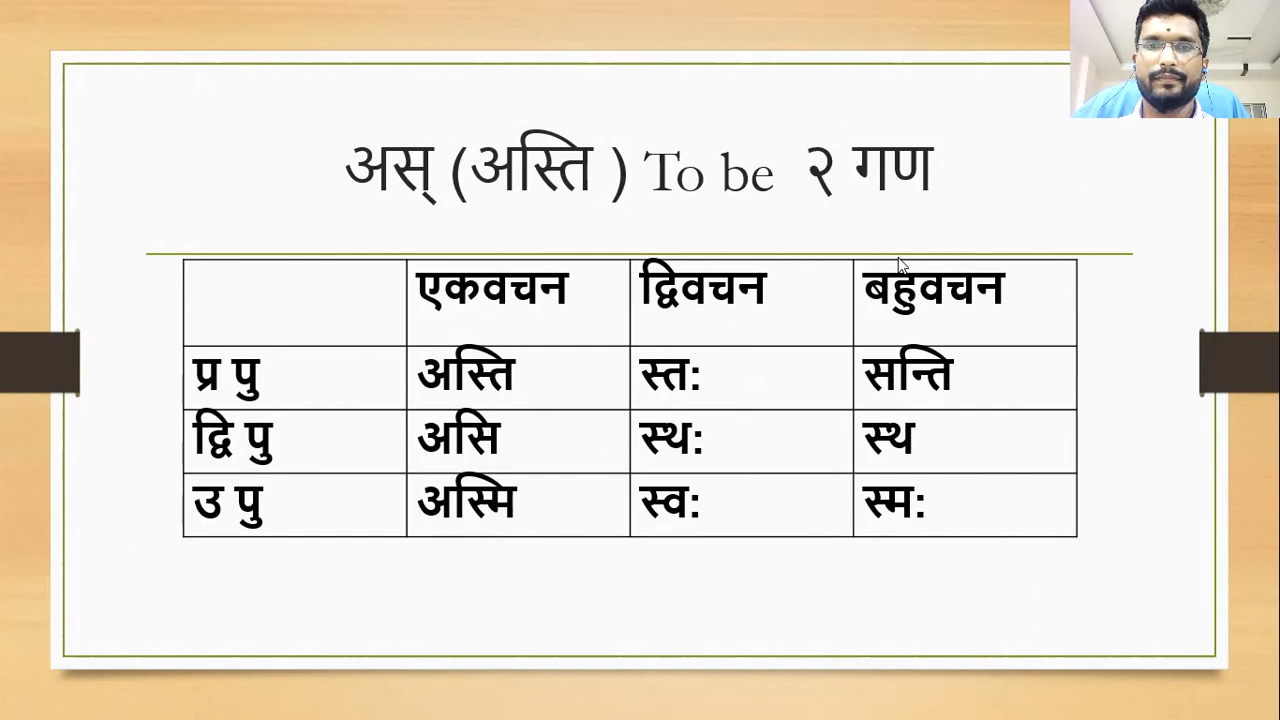 अस् (अस्ति ) To be २ गण
एकवचन द्विवचन बहुवचन
प्र पु अस्ति स्त: सन्ति
द्वि पु असि स्थ: स्थ
उ पु अस्मि स्व: स्म: